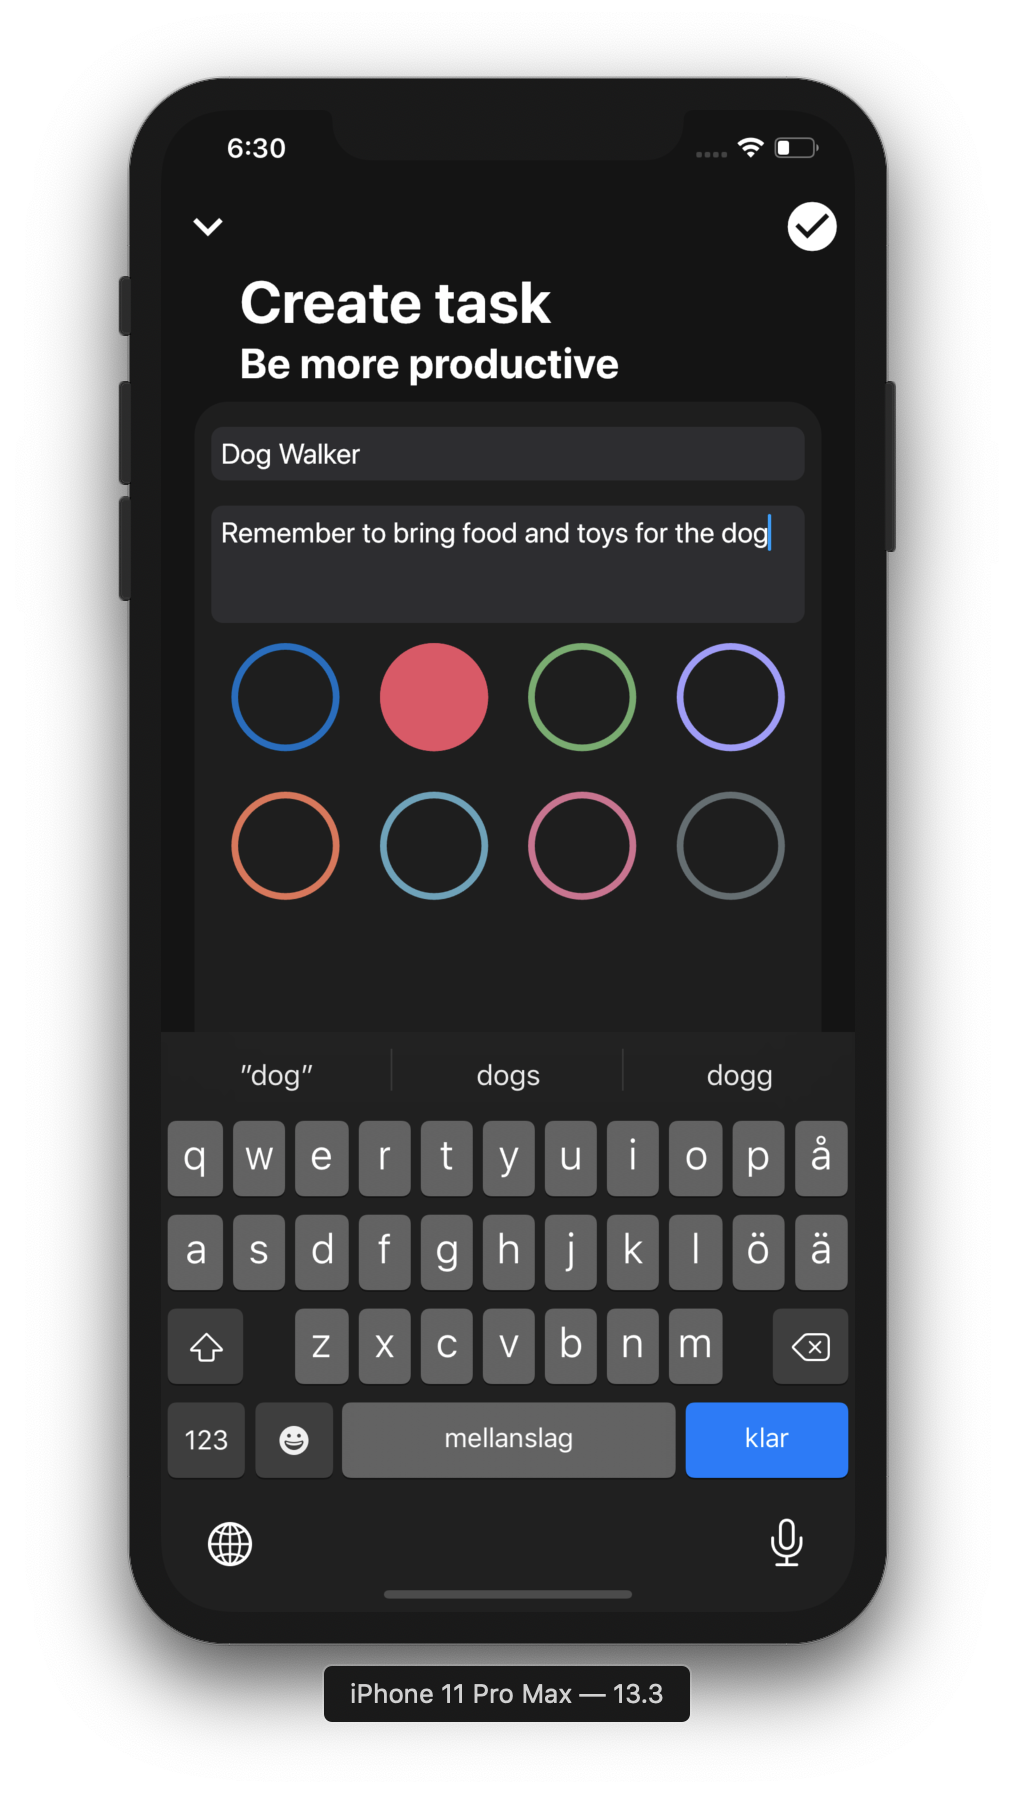 6:30
Create task
Be more productive
Dog Walker
Remember to bring food and toys for the dog
"dog" dogs dogg
q w e r t y u i o p å
a s d f g h j k l ö ä
z x c v b n m
123 mellanslag klar
iPhone 11 Pro Max — 13.3